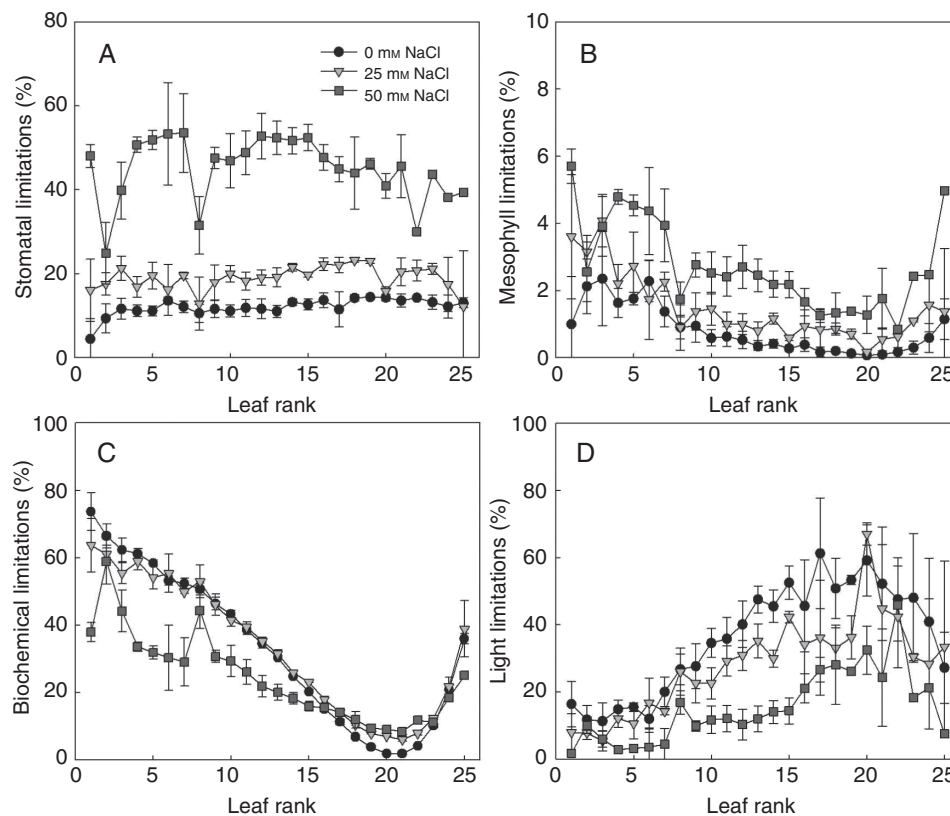 A
Stomatal limitations (%)
80
60
40
20
0
0 mM NaCl
25 mM NaCl
50 mM NaCl
0 5 10 15 20 25
Leaf rank
B
Mesophyll limitations (%)
10
8
6
4
2
0
0 5 10 15 20 25
Leaf rank
C
Biochemical limitations (%)
100
80
60
40
20
0
0 5 10 15 20 25
Leaf rank
D
Light limitations (%)
100
80
60
40
20
0
0 5 10 15 20 25
Leaf rank